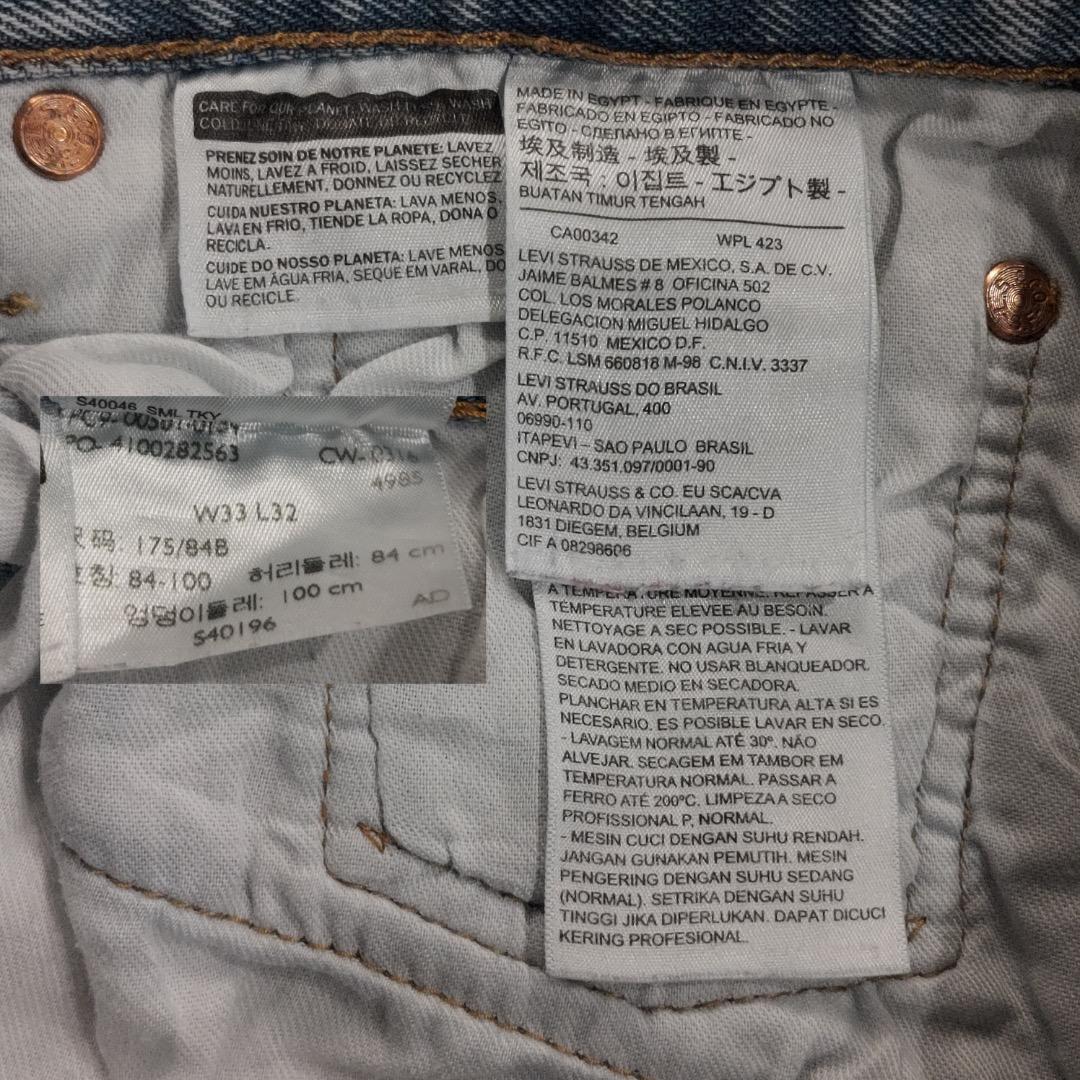 CARE FOR OUR PLANET: WASH LESS, WASH
COLD, LINE DRY, DONATE OR RECYCLE.
PRENEZ SOIN DE NOTRE PLANETE: LAVEZ
MOINS, LAVEZ A FROID, LAISSEZ SECHER
NATURELLEMENT, DONNEZ OU RECYCLEZ
CUIDA NUESTRO PLANETA: LAVA MENOS,
LAVA EN FRIO, TIENDE LA ROPA, DONA O
RECICLA.
CUIDE DO NOSSO PLANETA: LAVE MENOS
LAVE EM ÁGUA FRIA, SEQUE EM VARAL, DO
OU RECICLE.
MADE IN EGYPT - FABRIQUE EN EGYPTE -
FABRICADO EN EGIPTO - FABRICADO NO
EGITO - СДЕЛАНО В ЕГИПТЕ -
埃及制造 - 埃及製 -
제조국 : 이집트 - エジプト製 -
BUATAN TIMUR TENGAH
CA00342 WPL 423
LEVI STRAUSS DE MEXICO, S.A. DE C.V.
JAIME BALMES # 8 OFICINA 502
COL. LOS MORALES POLANCO
DELEGACION MIGUEL HIDALGO
C.P. 11510 MEXICO D.F.
R.F.C. LSM 660818 M-98 C.N.I.V. 3337
LEVI STRAUSS DO BRASIL
AV. PORTUGAL, 400
06990-110
ITAPEVI – SAO PAULO BRASIL
CNPJ: 43.351.097/0001-90
LEVI STRAUSS & CO. EU SCA/CVA
LEONARDO DA VINCILAAN, 19 - D
1831 DIEGEM, BELGIUM
CIF A 08298606
S40046 SML TKY
PO- 4100282563 CW-
4985
W33 L32
码: 175/84B
호칭: 84-100 허리둘레: 84 cm
엉덩이둘레: 100 cm AD
S40196
A TEMPERATURE MOYENNE. REPASSER A
TEMPERATURE ELEVEE AU BESOIN.
NETTOYAGE A SEC POSSIBLE. - LAVAR
EN LAVADORA CON AGUA FRIA Y
DETERGENTE. NO USAR BLANQUEADOR.
SECADO MEDIO EN SECADORA.
PLANCHAR EN TEMPERATURA ALTA SI ES
NECESARIO. ES POSIBLE LAVAR EN SECO.
- LAVAGEM NORMAL ATÉ 30º. NÃO
ALVEJAR. SECAGEM EM TAMBOR EM
TEMPERATURA NORMAL. PASSAR A
FERRO ATÉ 200ºC. LIMPEZA A SECO
PROFISSIONAL P, NORMAL.
- MESIN CUCI DENGAN SUHU RENDAH.
JANGAN GUNAKAN PEMUTIH. MESIN
PENGERING DENGAN SUHU SEDANG
(NORMAL). SETRIKA DENGAN SUHU
TINGGI JIKA DIPERLUKAN. DAPAT DICUCI
KERING PROFESIONAL.